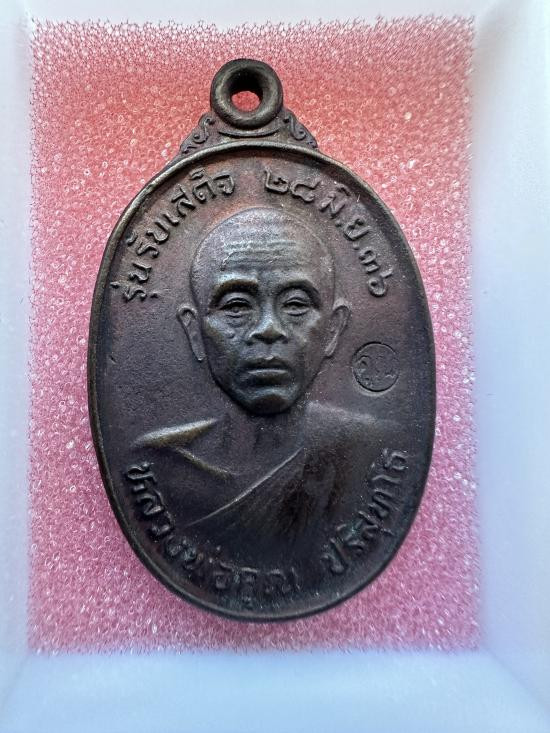 รุ่นรับเสด็จ ๒๔ มิ.ย.๓๖
หลวงพ่อคูณ ปริสุทโธ